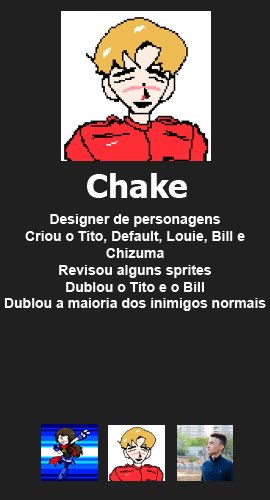 Chake
Designer de personagens
Criou o Tito, Default, Louie, Bill e
Chizuma
Revisou alguns sprites
Dublou o Tito e o Bill
Dublou a maioria dos inimigos normais